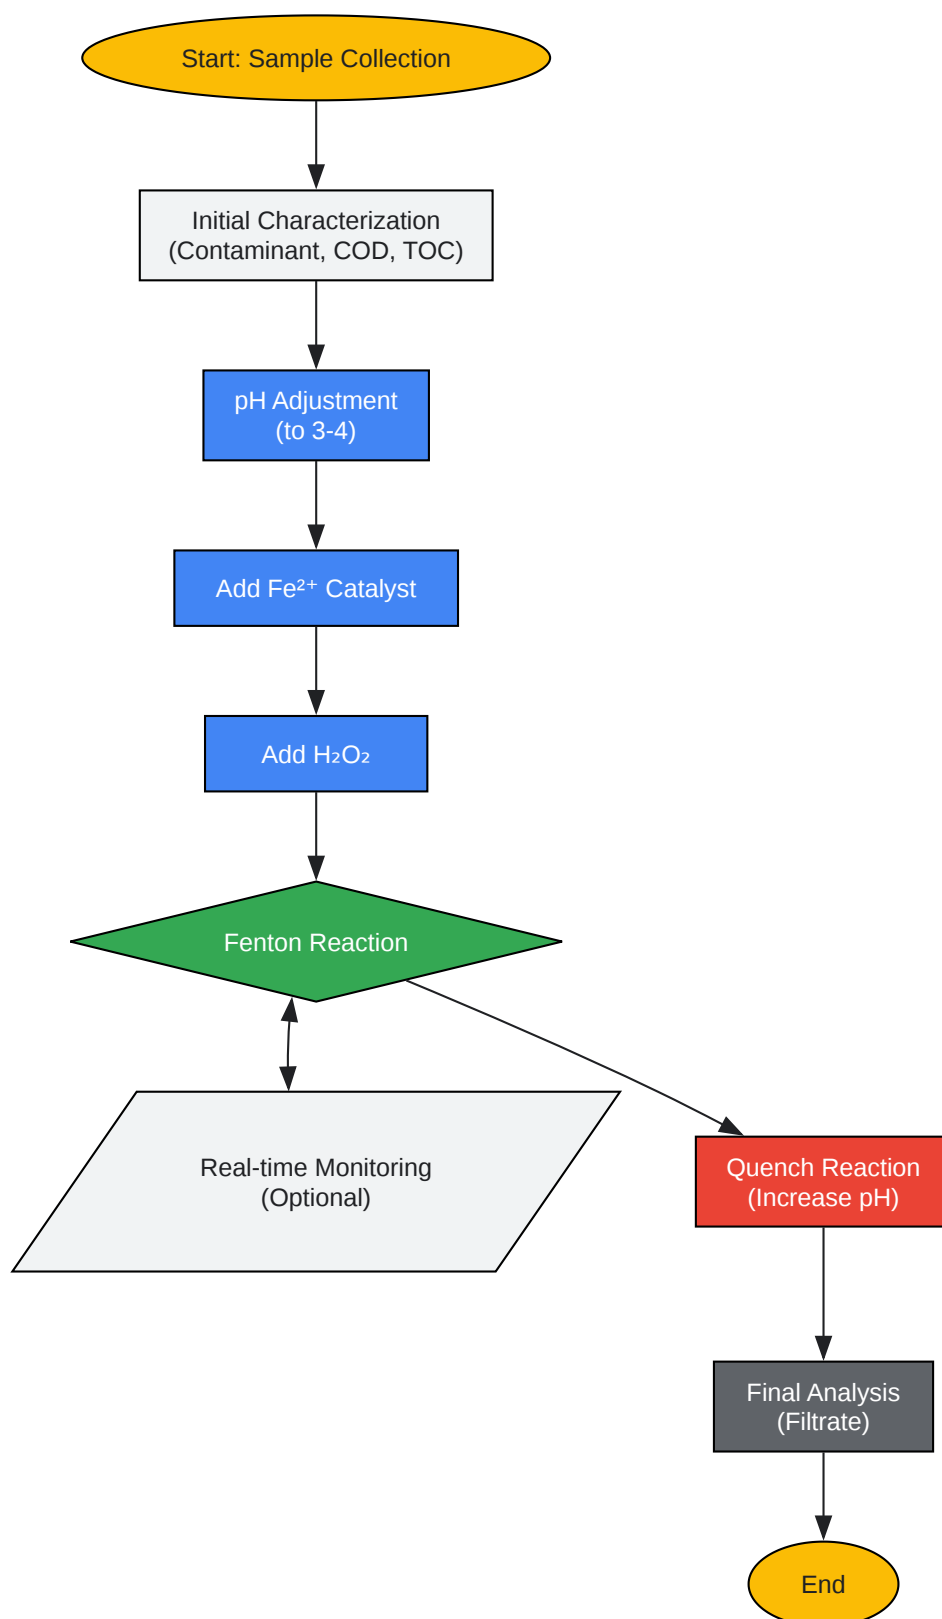 Start: Sample Collection
Initial Characterization
(Contaminant, COD, TOC)
pH Adjustment
(to 3-4)
Add Fe²⁺ Catalyst
Add H₂O₂
Fenton Reaction
Real-time Monitoring
(Optional)
Quench Reaction
(Increase pH)
Final Analysis
(Filtrate)
End